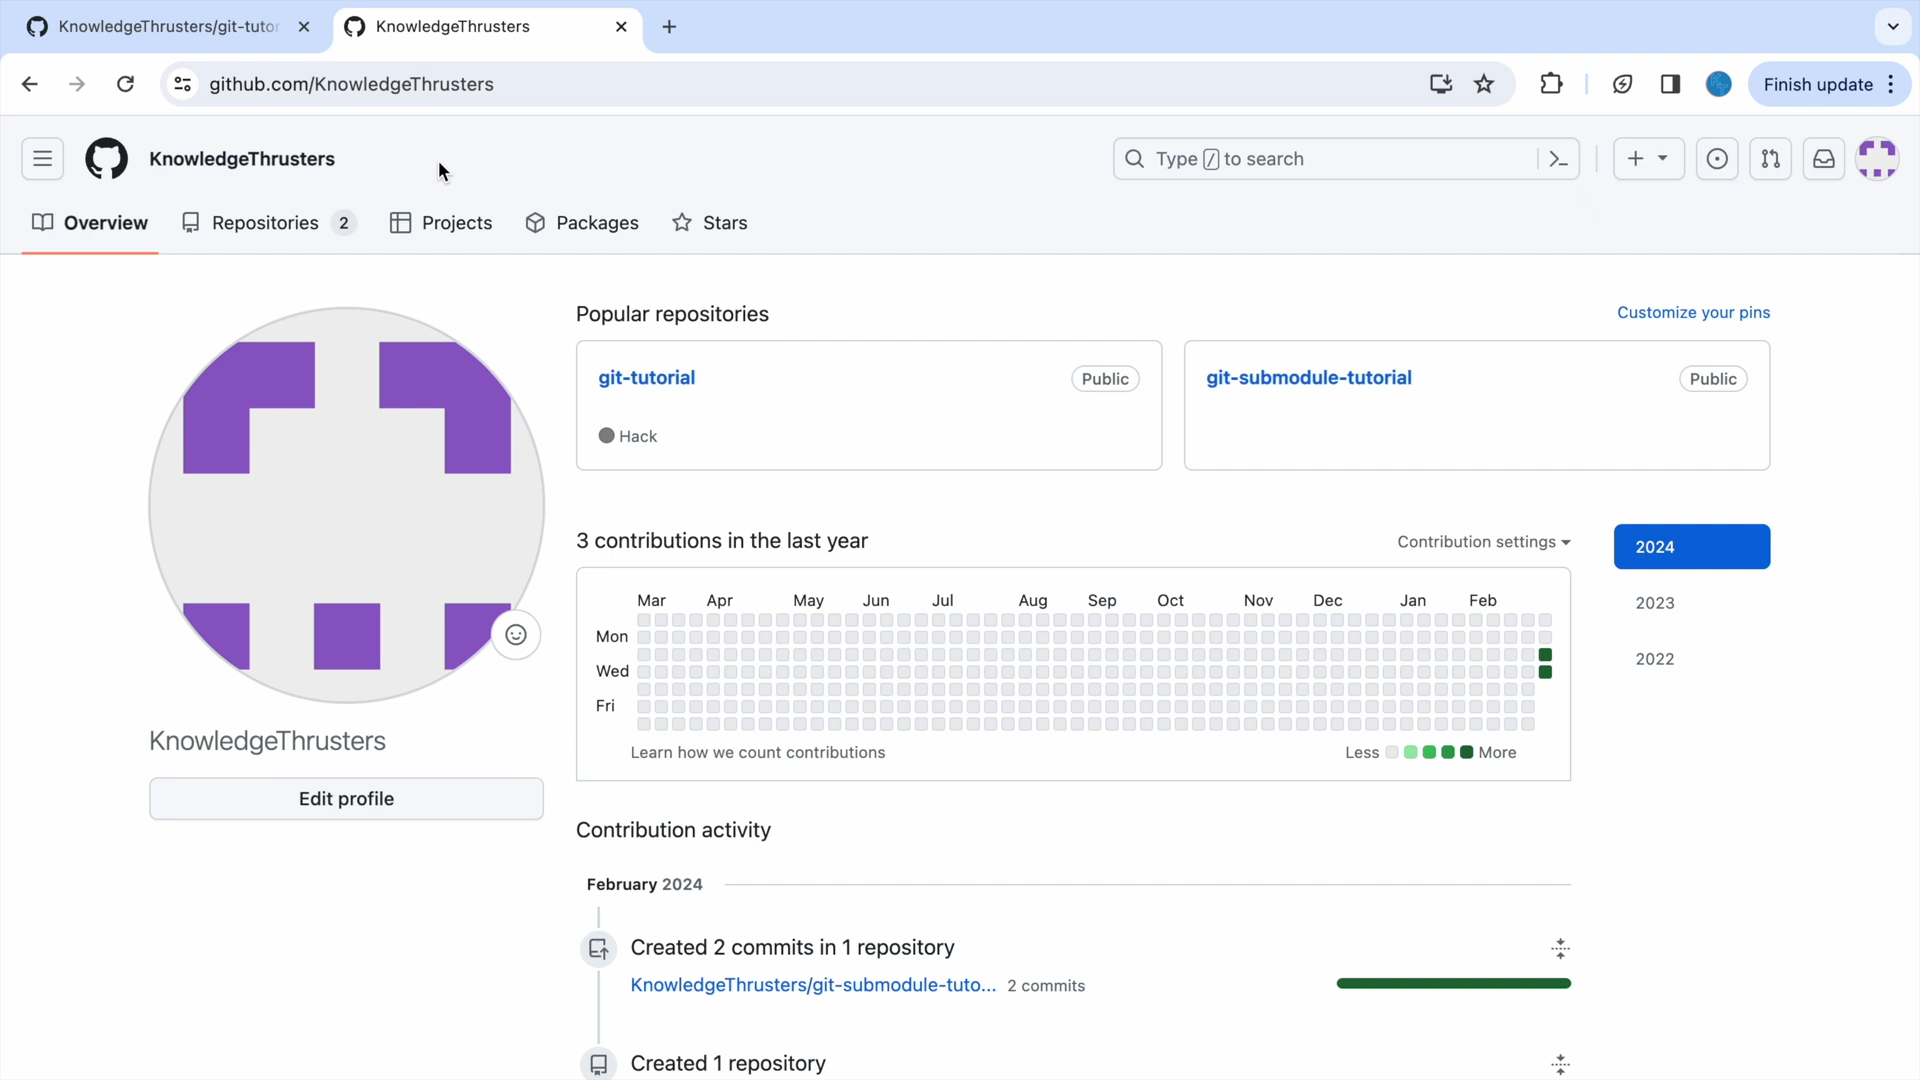 KnowledgeThrusters/git-tutor
KnowledgeThrusters
github.com/KnowledgeThrusters
Finish update
KnowledgeThrusters
Type / to search
Overview
Repositories 2
Projects
Packages
Stars
Popular repositories
Customize your pins
git-tutorial
Public
Hack
git-submodule-tutorial
Public
3 contributions in the last year
Contribution settings
2024
2023
2022
Mar Apr May Jun Jul Aug Sep Oct Nov Dec Jan Feb
Mon
Wed
Fri
Learn how we count contributions
Less More
KnowledgeThrusters
Edit profile
Contribution activity
February 2024
Created 2 commits in 1 repository
KnowledgeThrusters/git-submodule-tuto... 2 commits
Created 1 repository